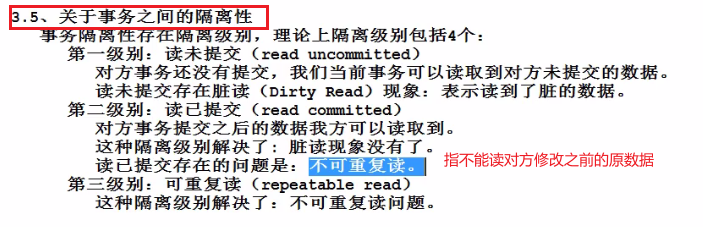 3.5、关于事务之间的隔离性
事务隔离性存在隔离级别，理论上隔离级别包括4个：
第一级别：读未提交（read uncommitted）
对方事务还没有提交，我们当前事务可以读取到对方未提交的数据。
读未提交存在脏读（Dirty Read）现象：表示读到了脏的数据。
第二级别：读已提交（read committed）
对方事务提交之后的数据我方可以读取到。
这种隔离级别解决了: 脏读现象没有了。
读已提交存在的问题是：不可重复读。 指不能读对方修改之前的原数据
第三级别：可重复读（repeatable read）
这种隔离级别解决了：不可重复读问题。